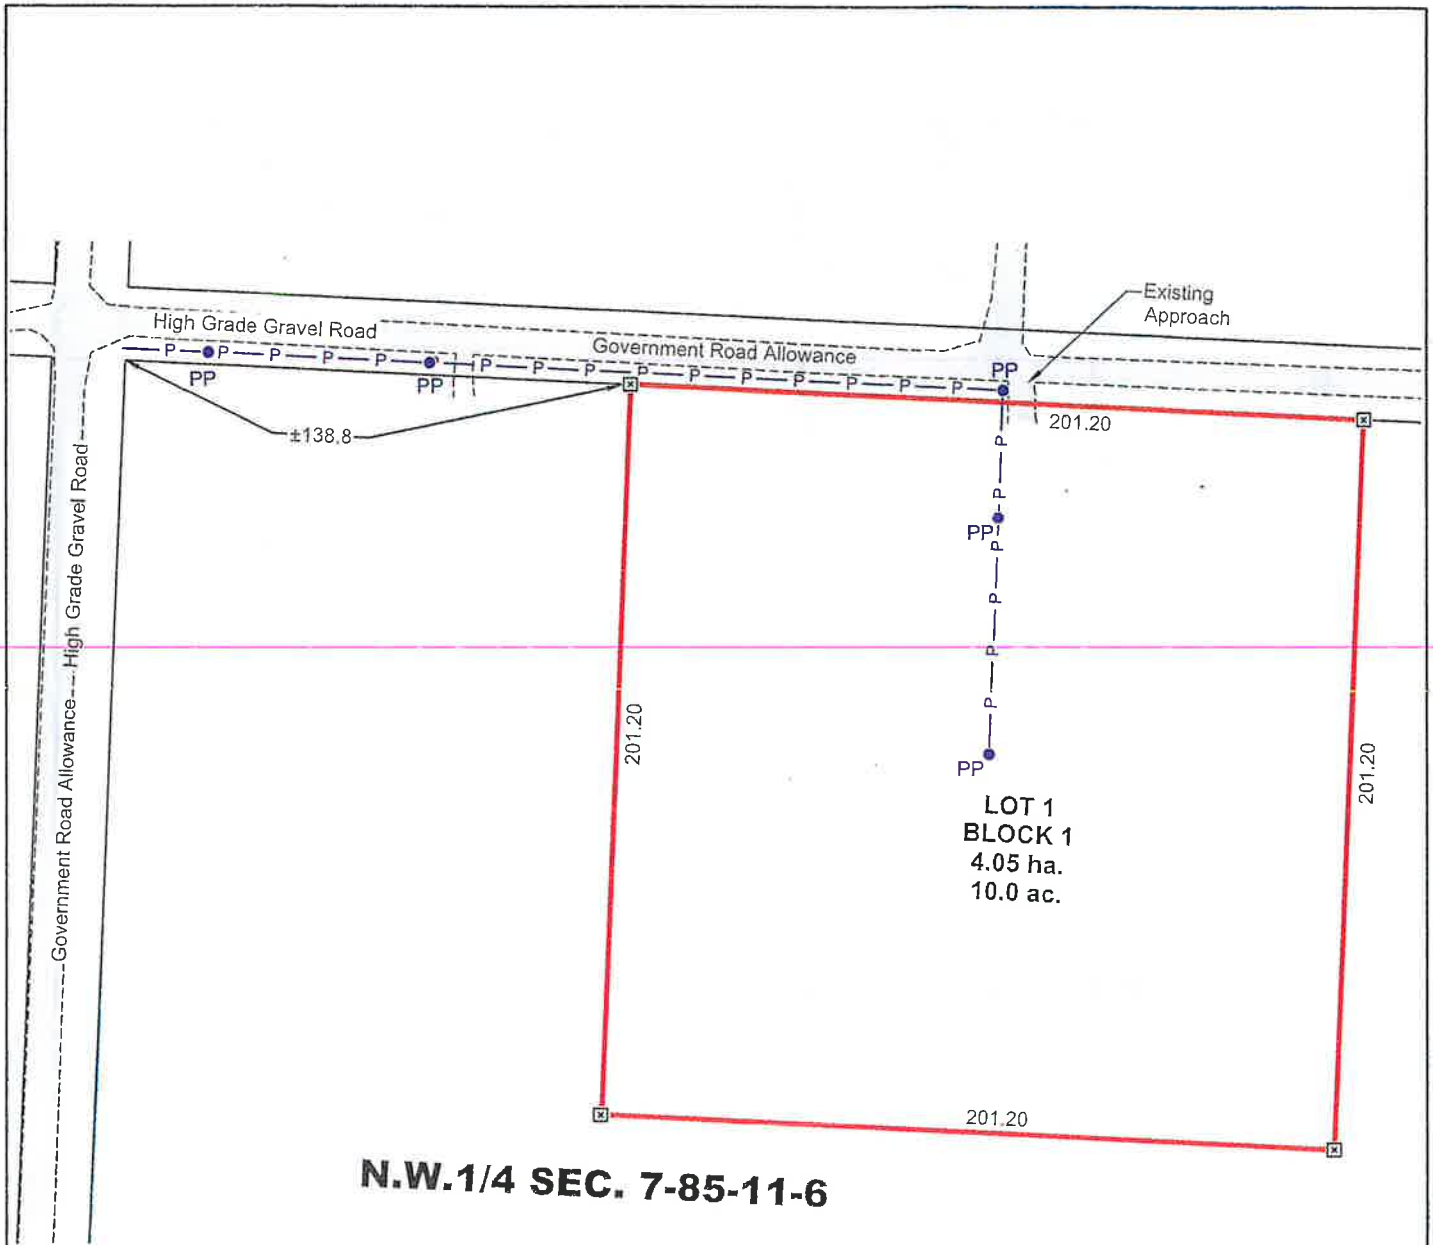 Existing
Approach
High Grade Gravel Road
Government Road Allowance
P P P P P P P P P P P P P P P
PP
PP
PP
±138.8
201.20
P
P
PP
P
P
P
P
PP
High Grade Gravel Road
Government Road Allowance
201.20
201.20
LOT 1
BLOCK 1
4.05 ha.
10.0 ac.
201.20
N.W.1/4 SEC. 7-85-11-6